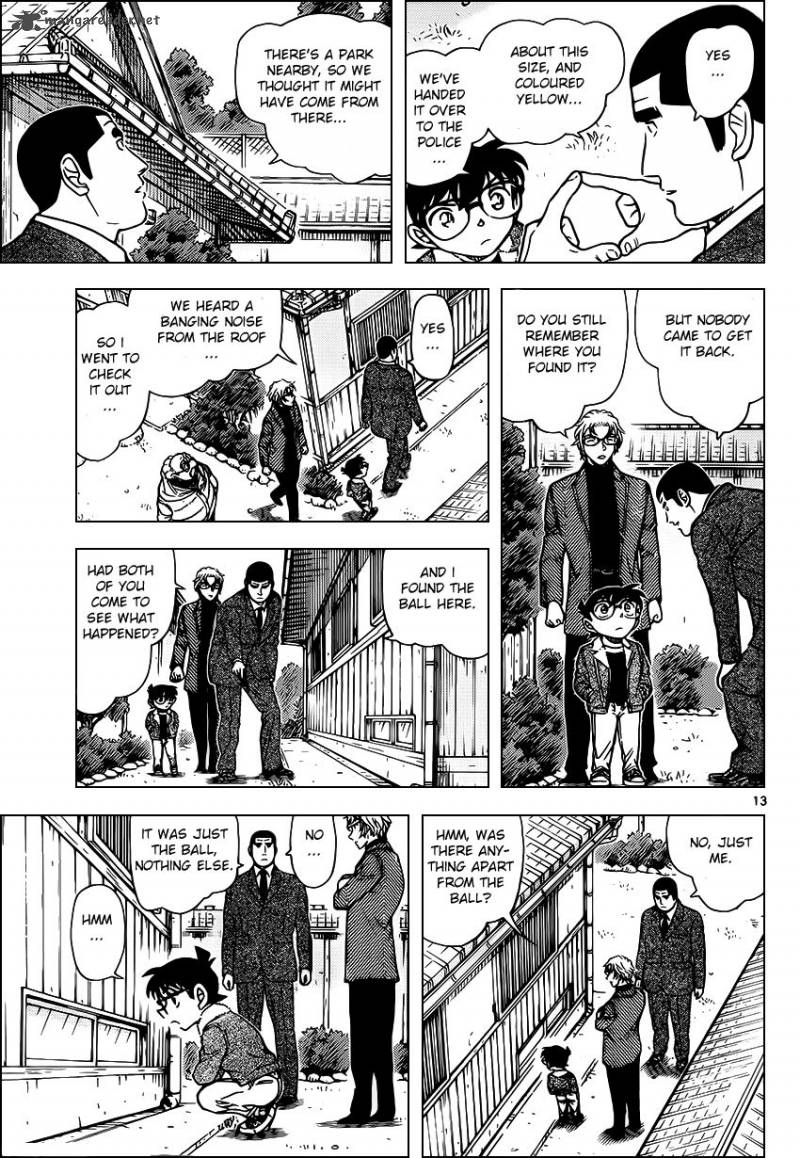 mangareader.net
YES
...
ABOUT THIS
SIZE, AND
COLOURED
YELLOW...
WE'VE
HANDED
IT OVER
TO THE
POLICE
...
THERE'S A PARK
NEARBY, SO WE
THOUGHT IT MIGHT
HAVE COME FROM
THERE...
BUT NOBODY
CAME TO GET
IT BACK.
DO YOU STILL
REMEMBER
WHERE YOU
FOUND IT?
YES
...
WE HEARD A
BANGING NOISE
FROM THE ROOF
...
SO I
WENT TO
CHECK
IT OUT
...
AND I
FOUND THE
BALL HERE.
HAD BOTH
OF YOU
COME TO
SEE WHAT
HAPPENED?
13
NO, JUST
ME.
HMM, WAS
THERE ANY-
THING APART
FROM THE
BALL?
NO
...
IT WAS JUST
THE BALL,
NOTHING ELSE.
HMM
...